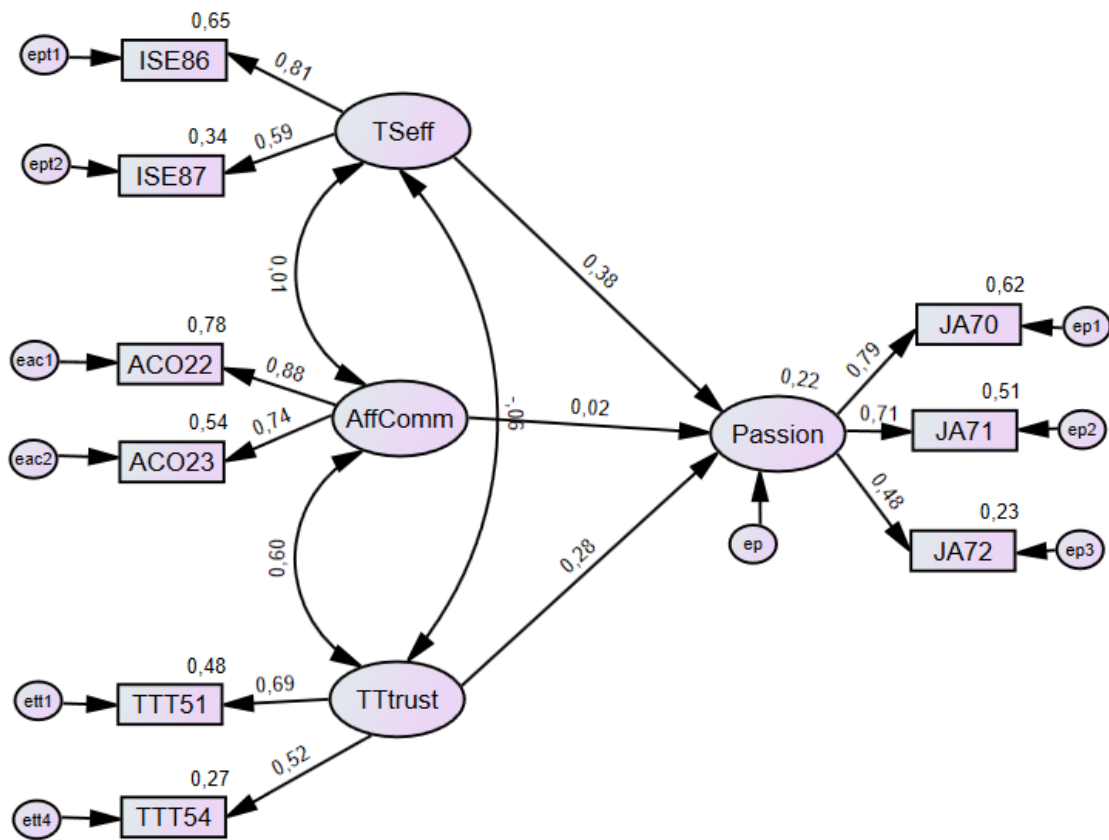 0,65
ept1
ISE86
0,81
TSeff
0,34
0,59
ept2
ISE87
0,01
-,06
0,38
0,78
eac1
ACO22
0,88
AffComm
0,54
0,74
eac2
ACO23
0,02
0,22
Passion
ep
0,62
JA70
ep1
0,79
0,51
0,71
JA71
ep2
0,48
0,23
JA72
ep3
0,60
0,28
0,48
ett1
TTT51
0,69
TTtrust
0,27
0,52
ett4
TTT54